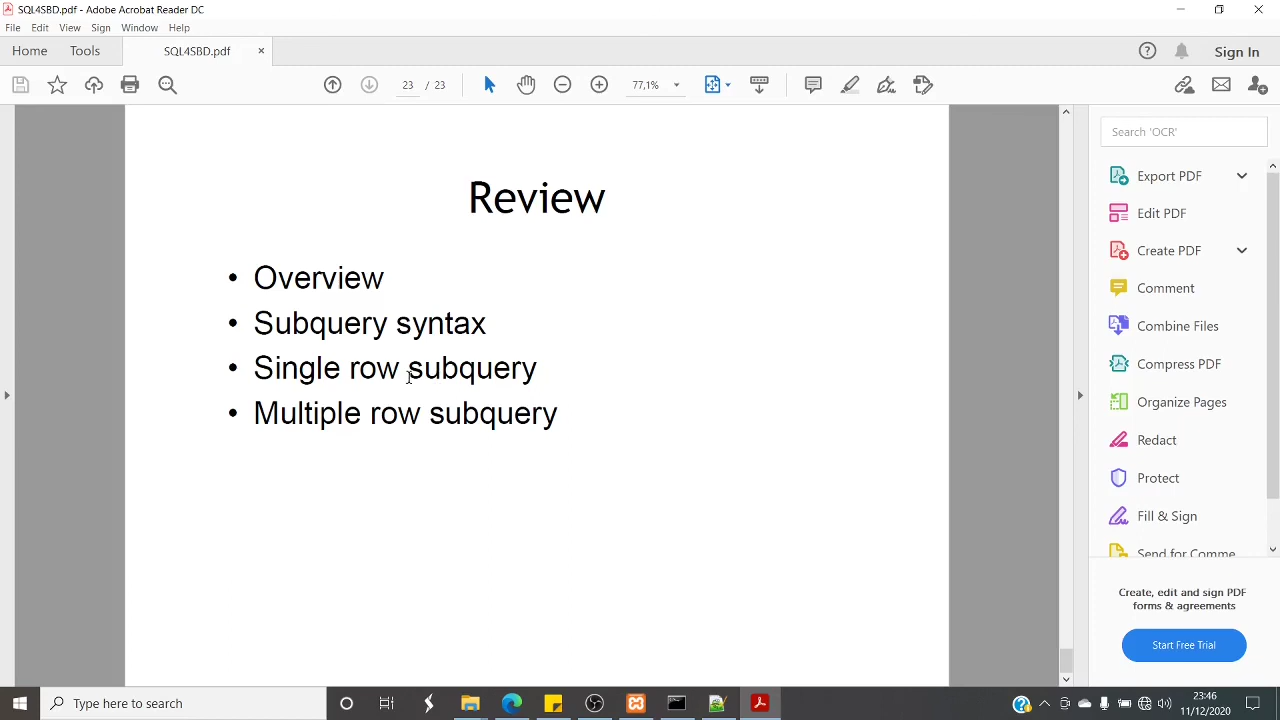 SQL4SBD.pdf - Adobe Acrobat Reader DC
File Edit View Sign Window Help
Home Tools SQL4SBD.pdf × Sign In
23 / 23 77,1%
Search 'OCR'
Export PDF
Edit PDF
Create PDF
Comment
Combine Files
Compress PDF
Organize Pages
Redact
Protect
Fill & Sign
Send for Comme
Create, edit and sign PDF
forms & agreements
Start Free Trial
Review
• Overview
• Subquery syntax
• Single row subquery
• Multiple row subquery
Type here to search
23:46
11/12/2020